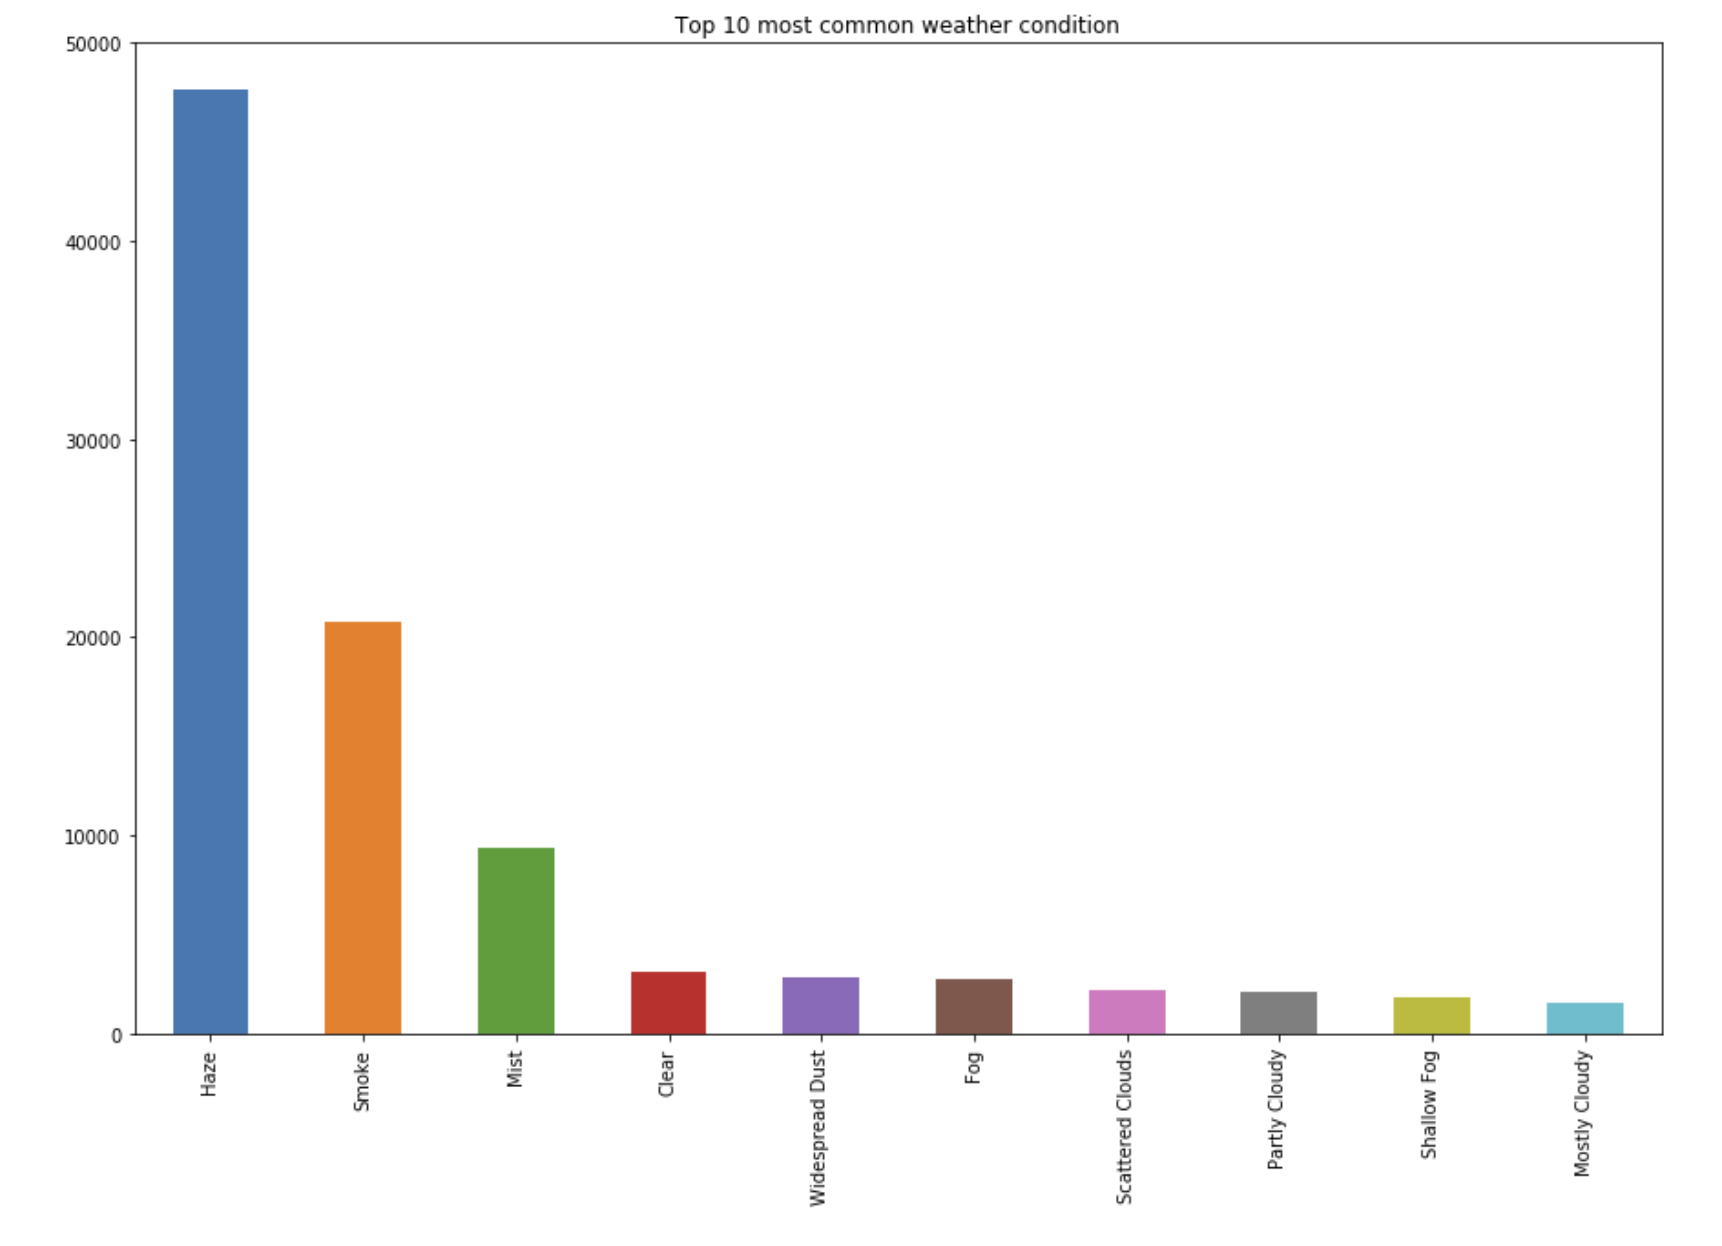 Top 10 most common weather condition
50000
40000
30000
20000
10000
0
Haze
Smoke
Mist
Clear
Widespread Dust
Fog
Scattered Clouds
Partly Cloudy
Shallow Fog
Mostly Cloudy